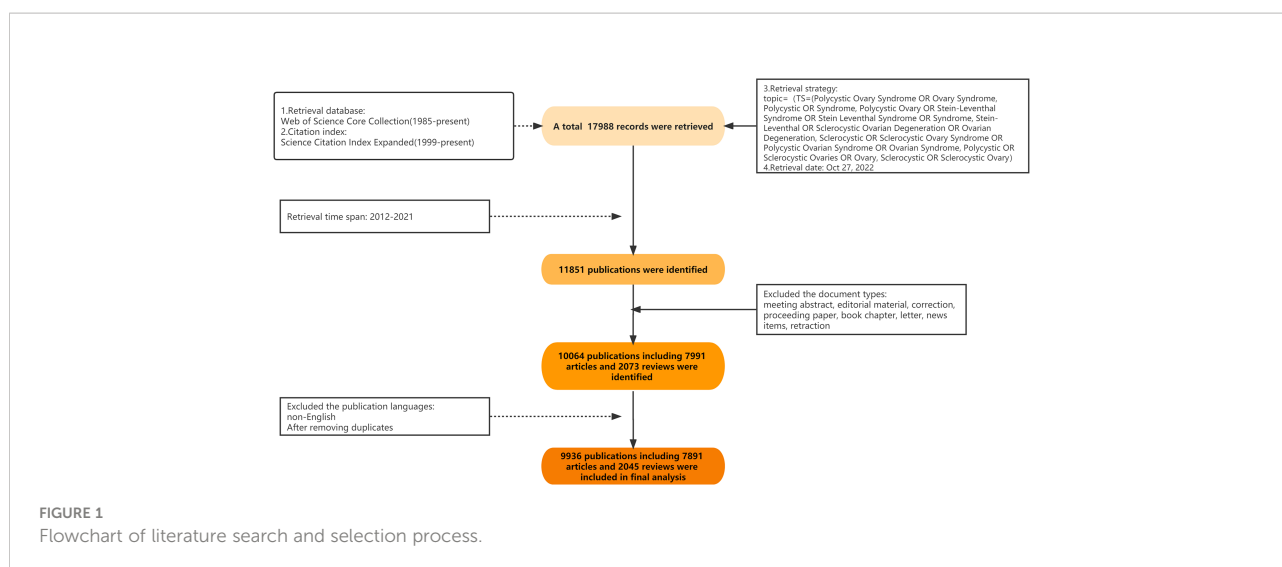 1.Retrieval database:
Web of Science Core Collection(1985-present)
2.Citation index:
Science Citation Index Expanded(1999-present)
A total 17988 records were retrieved
3.Retrieval strategy:
topic= (TS=(Polycystic Ovary Syndrome OR Ovary Syndrome,
Polycystic OR Syndrome, Polycystic Ovary OR Stein-Leventhal
Syndrome OR Stein Leventhal Syndrome OR Syndrome, Stein-
Leventhal OR Sclerocystic Ovarian Degeneration OR Ovarian
Degeneration, Sclerocystic OR Sclerocystic Ovary Syndrome OR
Polycystic Ovarian Syndrome OR Ovarian Syndrome, Polycystic OR
Sclerocystic Ovaries OR Ovary, Sclerocystic OR Sclerocystic Ovary)
4.Retrieval date: Oct 27, 2022
Retrieval time span: 2012-2021
11851 publications were identified
Excluded the document types:
meeting abstract, editorial material, correction,
proceeding paper, book chapter, letter, news
items, retraction
10064 publications including 7991
articles and 2073 reviews were
identified
Excluded the publication languages:
non-English
After removing duplicates
9936 publications including 7891
articles and 2045 reviews were
included in final analysis
FIGURE 1
Flowchart of literature search and selection process.